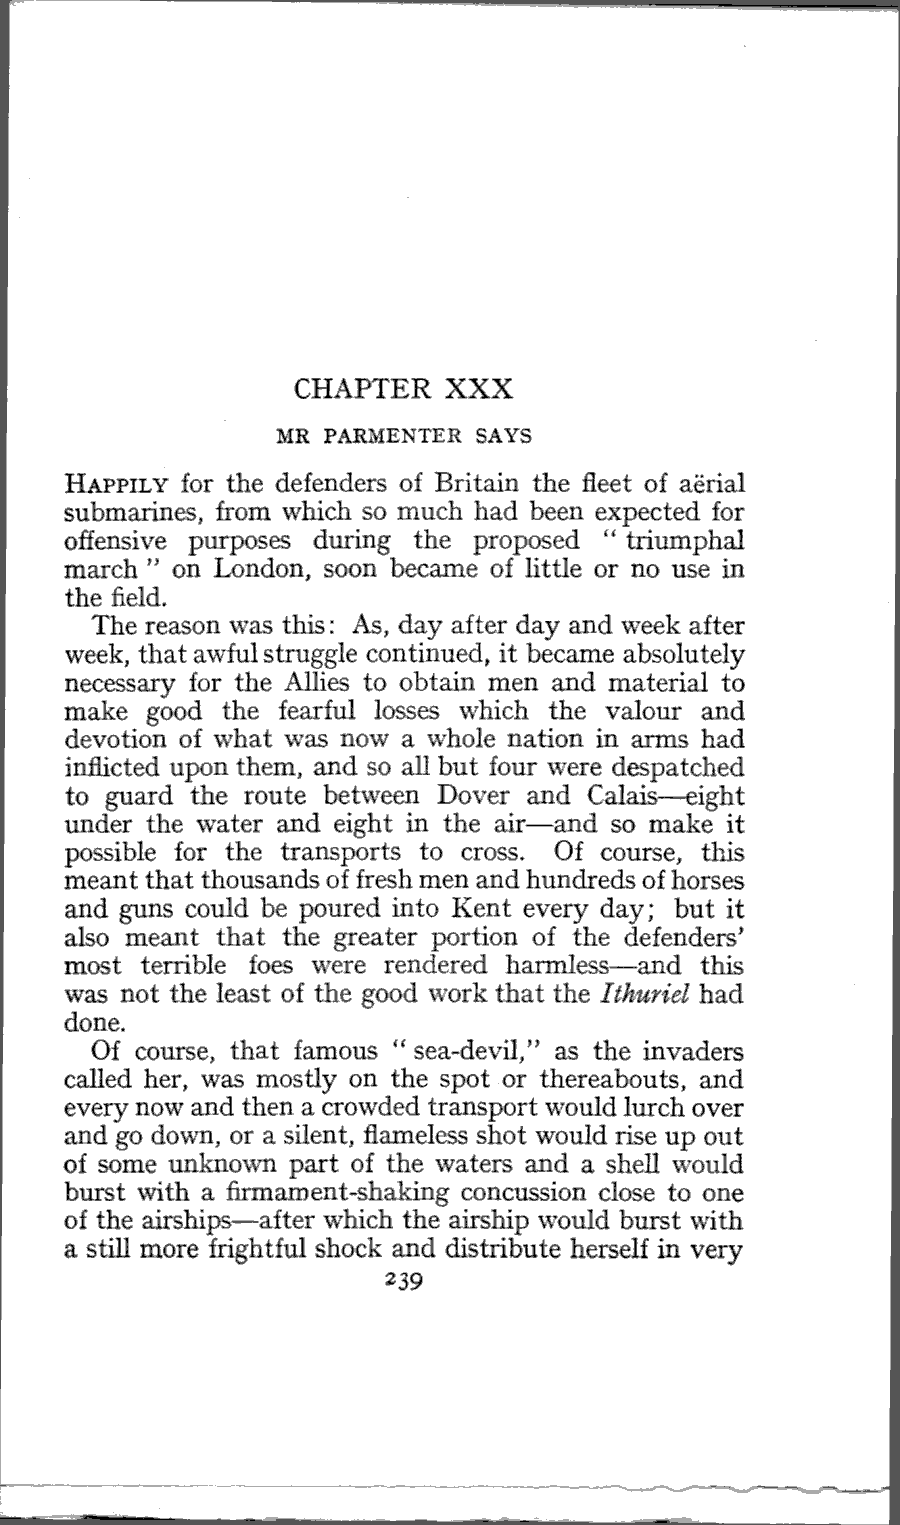 CHAPTER XXX
MR PARMENTER SAYS
HAPPILY for the defenders of Britain the fleet of aërial
submarines, from which so much had been expected for
offensive purposes during the proposed “ triumphal
march ” on London, soon became of little or no use in
the field.
The reason was this: As, day after day and week after
week, that awful struggle continued, it became absolutely
necessary for the Allies to obtain men and material to
make good the fearful losses which the valour and
devotion of what was now a whole nation in arms had
inflicted upon them, and so all but four were despatched
to guard the route between Dover and Calais—eight
under the water and eight in the air—and so make it
possible for the transports to cross. Of course, this
meant that thousands of fresh men and hundreds of horses
and guns could be poured into Kent every day; but it
also meant that the greater portion of the defenders’
most terrible foes were rendered harmless—and this
was not the least of the good work that the Ithuriel had
done.
Of course, that famous “ sea-devil,” as the invaders
called her, was mostly on the spot or thereabouts, and
every now and then a crowded transport would lurch over
and go down, or a silent, flameless shot would rise up out
of some unknown part of the waters and a shell would
burst with a firmament-shaking concussion close to one
of the airships—after which the airship would burst with
a still more frightful shock and distribute herself in very
239